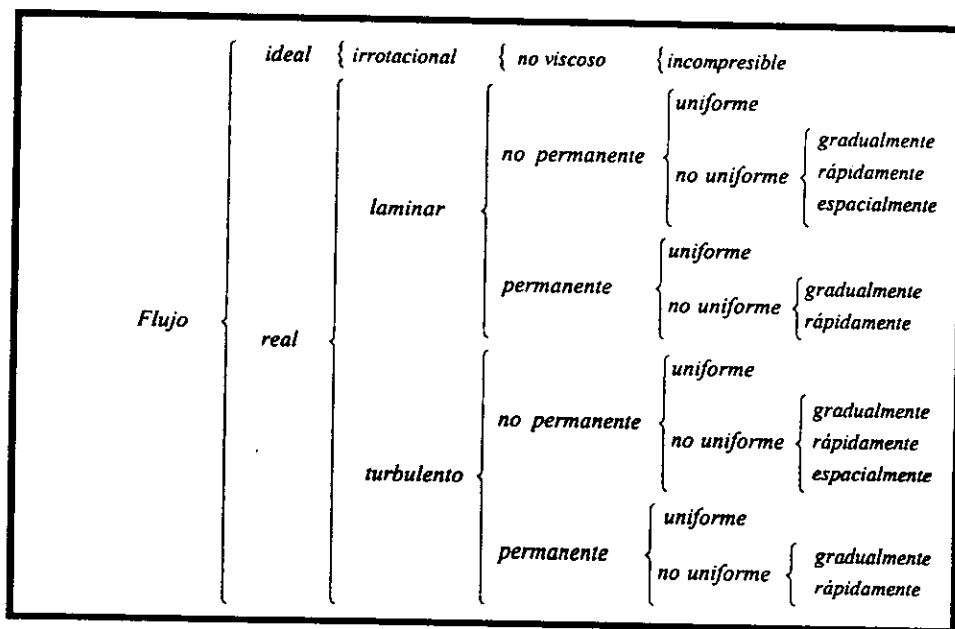 ideal { irrotacional { no viscoso { incompresible
uniforme
no permanente
gradualmente
no uniforme
rápidamente
laminar
espacialmente
uniforme
permanente
gradualmente
no uniforme
rápidamente
Flujo
real
uniforme
no permanente
gradualmente
no uniforme
rápidamente
espacialmente
turbulento
uniforme
permanente
gradualmente
no uniforme
rápidamente